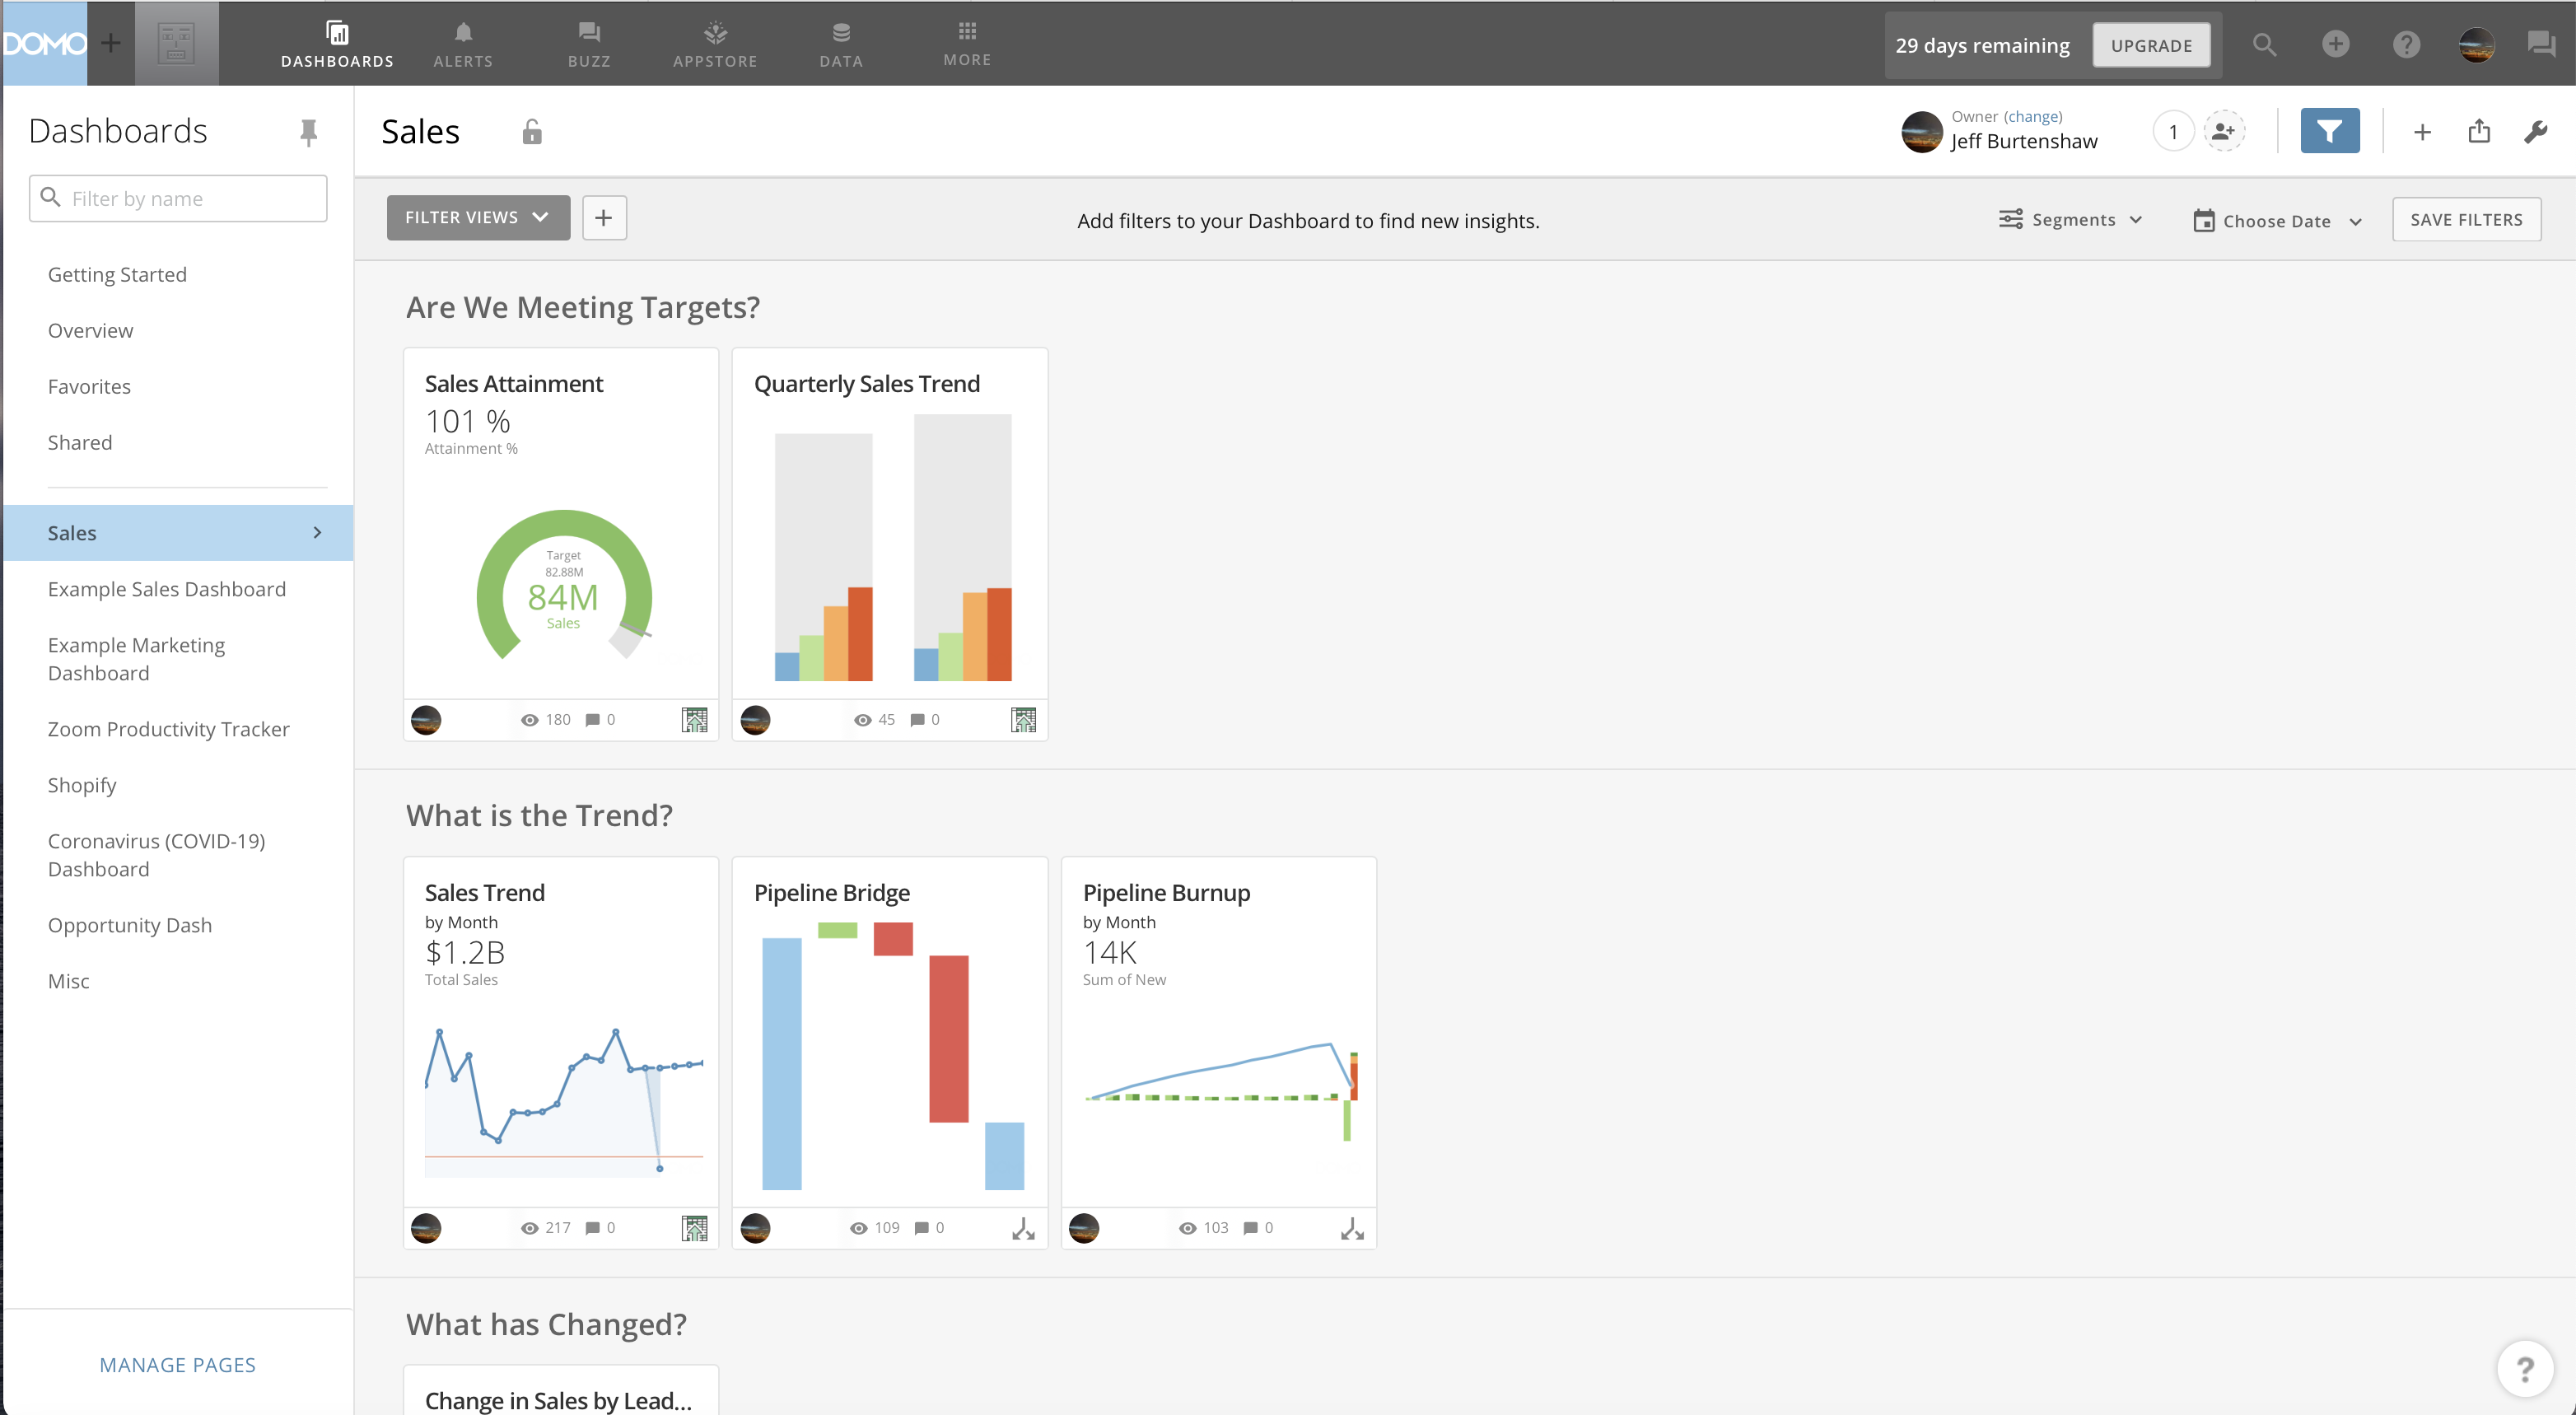 DOMO
DASHBOARDS
ALERTS
BUZZ
APPSTORE
DATA
MORE
29 days remaining
UPGRADE
Dashboards
Filter by name
Getting Started
Overview
Favorites
Shared
Sales
Example Sales Dashboard
Example Marketing
Dashboard
Zoom Productivity Tracker
Shopify
Coronavirus (COVID-19)
Dashboard
Opportunity Dash
Misc
MANAGE PAGES
Sales
Owner (change)
Jeff Burtenshaw
1
FILTER VIEWS
Add filters to your Dashboard to find new insights.
Segments
Choose Date
SAVE FILTERS
Are We Meeting Targets?
Sales Attainment
101 %
Attainment %
Target
82.88M
84M
Sales
180
0
Quarterly Sales Trend
45
0
What is the Trend?
Sales Trend
by Month
$1.2B
Total Sales
217
0
Pipeline Bridge
109
0
Pipeline Burnup
by Month
14K
Sum of New
103
0
What has Changed?
Change in Sales by Lead...
?